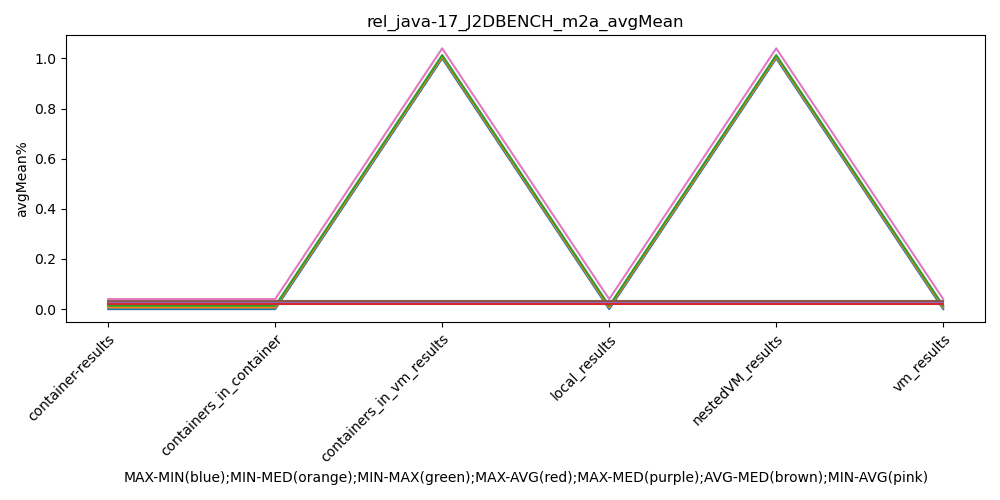 rel_java-17_J2DBENCH_m2a_avgMean
avgMean%
1.0
0.8
0.6
0.4
0.2
0.0
container-results
containers_in_container
containers_in_vm_results
local_results
nestedVM_results
vm_results
MAX-MIN(blue);MIN-MED(orange);MIN-MAX(green);MAX-AVG(red);MAX-MED(purple);AVG-MED(brown);MIN-AVG(pink)